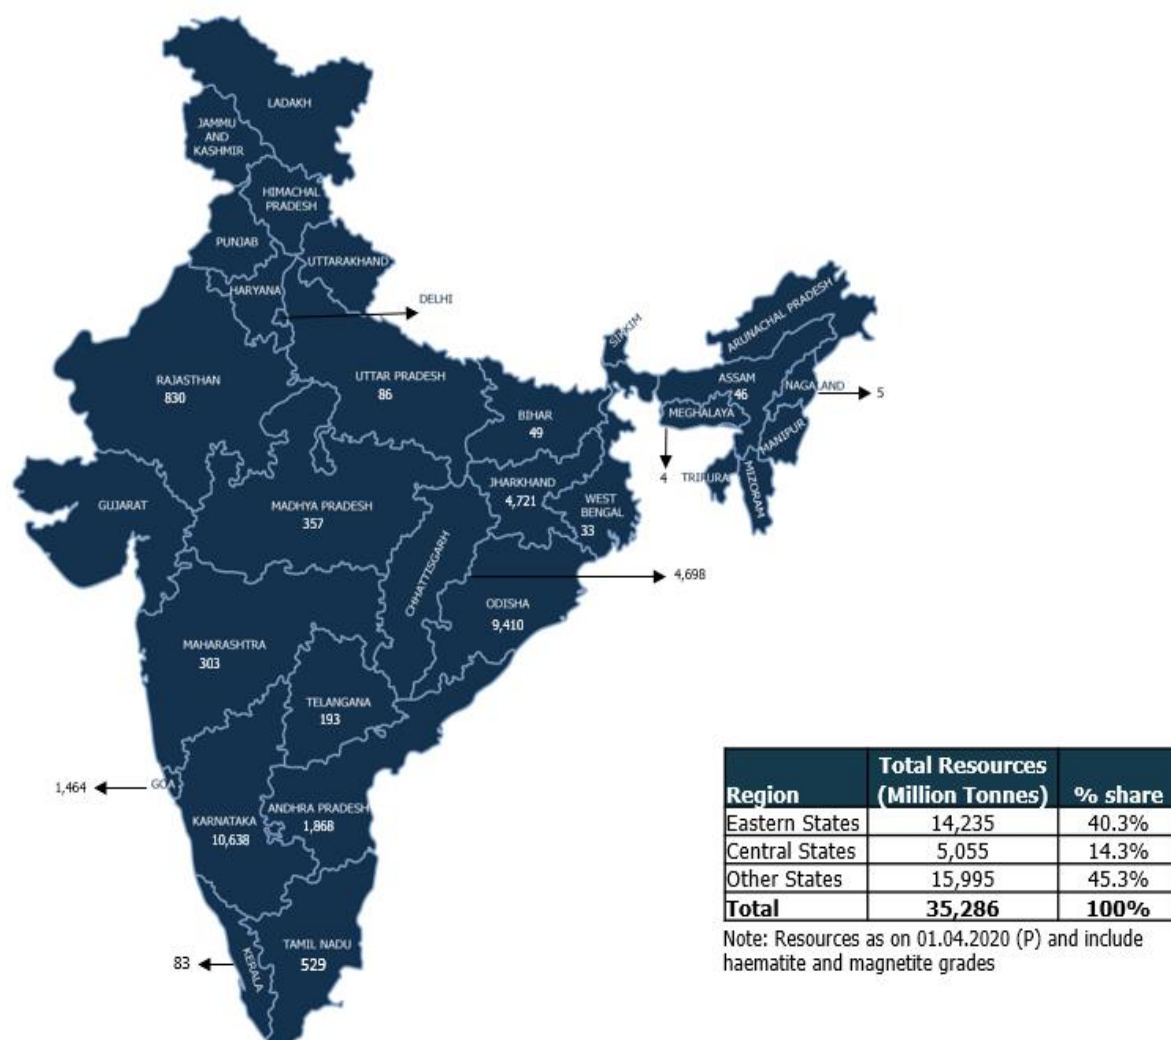 LADAKH
JAMMU
AND
KASHMIR
HIMACHAL
PRADESH
PUNJAB
UTTARAKHAND
HARYANA
DELHI
SIKKIM
ARUNACHAL PRADESH
RAJASTHAN
830
UTTAR PRADESH
86
BIHAR
49
ASSAM
46
NAGALAND
5
MEGHALAYA
4
MANIPUR
TRIPURA
MIZORAM
GUJARAT
MADHYA PRADESH
357
JHARKHAND
4,721
WEST
BENGAL
33
CHHATTISGARH
4,698
ODISHA
9,410
MAHARASHTRA
303
TELANGANA
193
GOA
1,464
KARNATAKA
10,638
ANDHRA PRADESH
1,868
KERALA
83
TAMIL NADU
529
Region Total Resources (Million Tonnes) % share
Eastern States 14,235 40.3%
Central States 5,055 14.3%
Other States 15,995 45.3%
Total 35,286 100%
Note: Resources as on 01.04.2020 (P) and include
haematite and magnetite grades